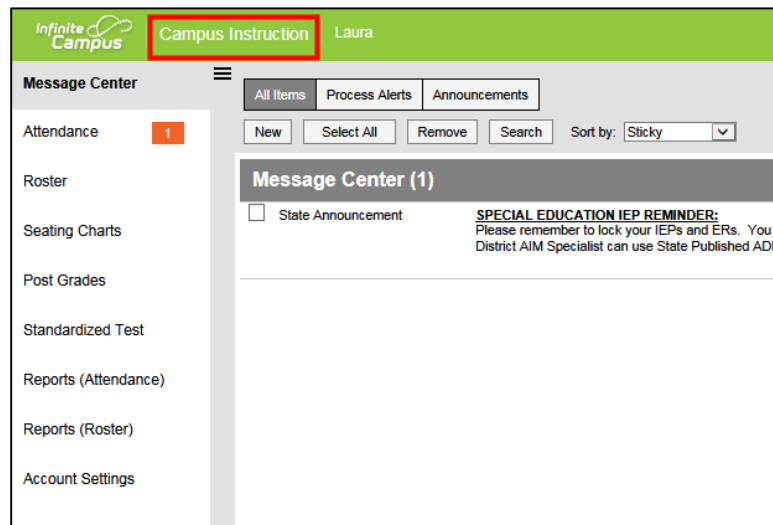 Infinite
Campus
Campus Instruction
Laura
Message Center
Attendance 1
Roster
Seating Charts
Post Grades
Standardized Test
Reports (Attendance)
Reports (Roster)
Account Settings
All Items Process Alerts Announcements
New Select All Remove Search Sort by: Sticky
Message Center (1)
State Announcement
SPECIAL EDUCATION IEP REMINDER:
Please remember to lock your IEPs and ERs. You
District AIM Specialist can use State Published AD